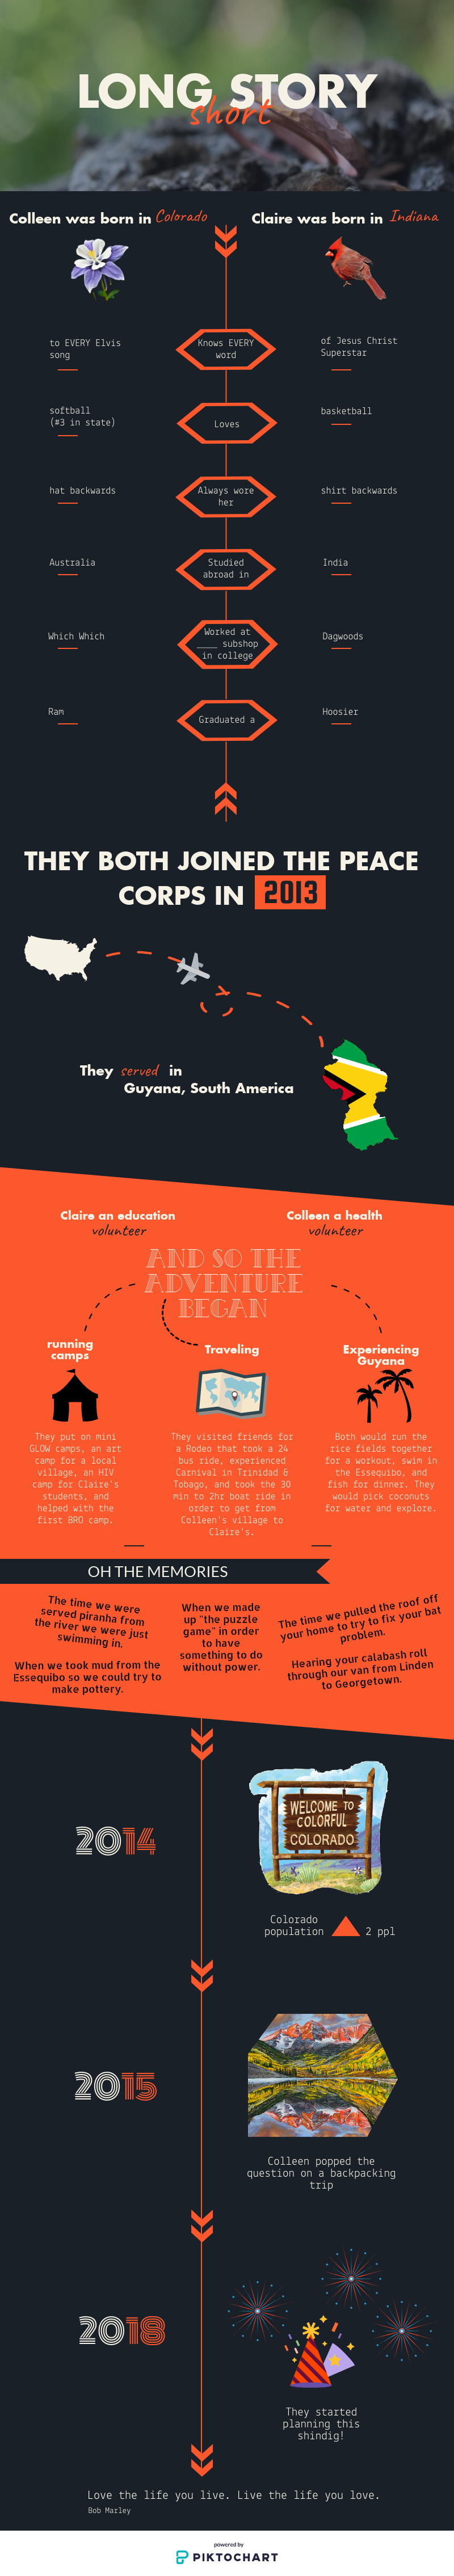 LONG STORY
short
Colleen was born in Colorado
Claire was born in Indiana
to EVERY Elvis
song
Knows EVERY
word
of Jesus Christ
Superstar
softball
(#3 in state)
Loves
basketball
hat backwards
Always wore
her
shirt backwards
Australia
Studied
abroad in
India
Which Which
Worked at
____ subshop
in college
Dagwoods
Ram
Graduated a
Hoosier
THEY BOTH JOINED THE PEACE
CORPS IN 2013
They served in
Guyana, South America
Claire an education
volunteer
Colleen a health
volunteer
AND SO THE
ADVENTURE
BEGAN
running
camps
They put on mini
GLOW camps, an art
camp for a local
village, an HIV
camp for Claire's
students, and
helped with the
first BRO camp.
Traveling
They visited friends for
a Rodeo that took a 24
bus ride, experienced
Carnival in Trinidad &
Tobago, and took the 30
min to 2hr boat ride in
order to get from
Colleen's village to
Claire's.
Experiencing
Guyana
Both would run the
rice fields together
for a workout, swim in
the Essequibo, and
fish for dinner. They
would pick coconuts
for water and explore.
OH THE MEMORIES
The time we were
served piranha from
the river we were just
swimming in.
When we took mud from the
Essequibo so we could try to
make pottery.
When we made
up "the puzzle
game" in order
to have
something to do
without power.
The time we pulled the roof off
your home to try to fix your bat
problem.
Hearing your calabash roll
through our van from Linden
to Georgetown.
2014
WELCOME TO
COLORFUL
COLORADO
Colorado
population
2 ppl
2015
Colleen popped the
question on a backpacking
trip
2018
They started
planning this
shindig!
Love the life you live. Live the life you love.
Bob Marley
powered by
PIKTOCHART